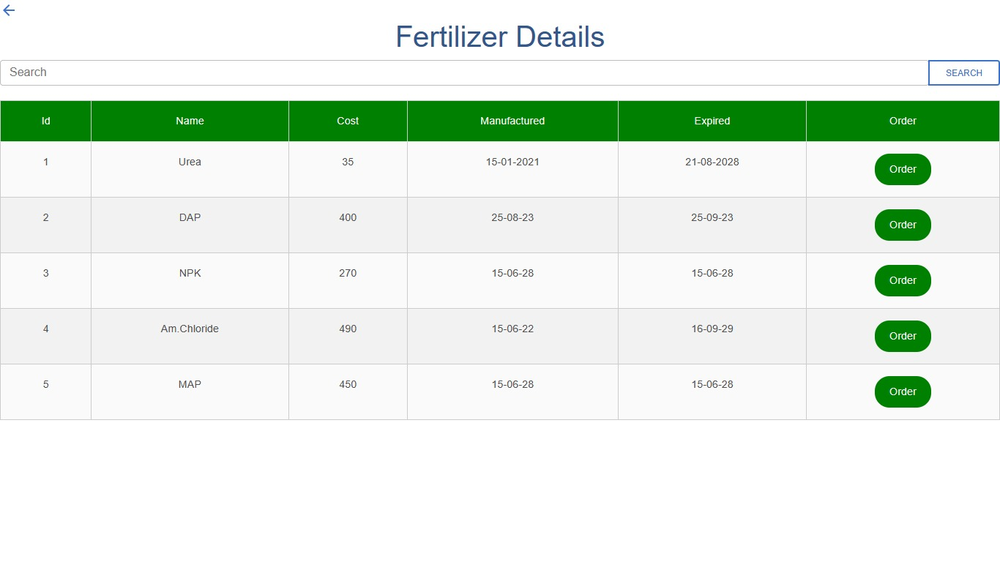 Fertilizer Details
Search SEARCH
Id Name Cost Manufactured Expired Order
1 Urea 35 15-01-2021 21-08-2028 Order
2 DAP 400 25-08-23 25-09-23 Order
3 NPK 270 15-06-28 15-06-28 Order
4 Am.Chloride 490 15-06-22 16-09-29 Order
5 MAP 450 15-06-28 15-06-28 Order